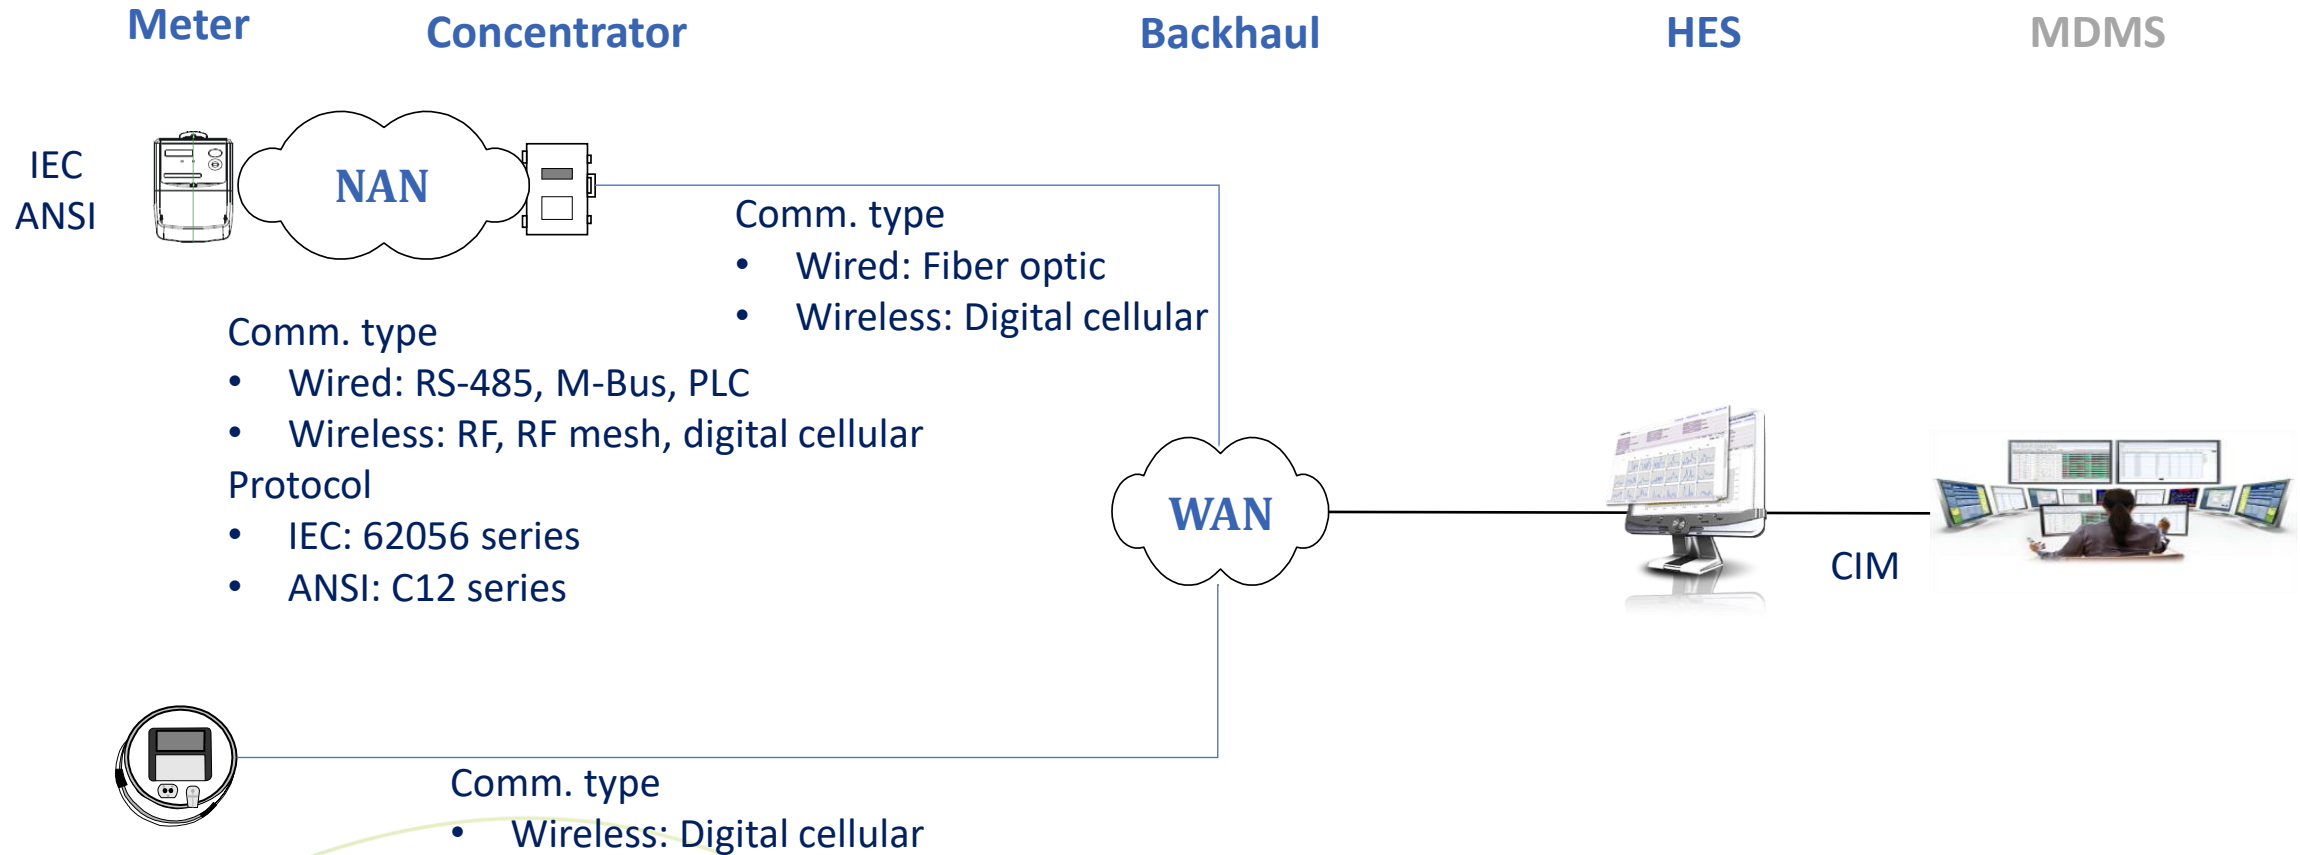 Meter
Concentrator
Backhaul
HES
MDMS
IEC
ANSI
NAN
Comm. type
• Wired: Fiber optic
• Wireless: Digital cellular
Comm. type
• Wired: RS-485, M-Bus, PLC
• Wireless: RF, RF mesh, digital cellular
Protocol
• IEC: 62056 series
• ANSI: C12 series
WAN
CIM
Comm. type
• Wireless: Digital cellular